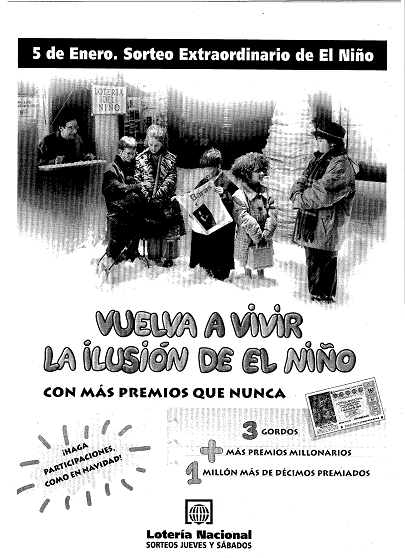 5 de Enero. Sorteo Extraordinario de El Niño
LOTERIA
del
NIÑO
VUELVA A VIVIR
LA ILUSIÓN DE EL NIÑO
CON MÁS PREMIOS QUE NUNCA
3 GORDOS
+ MÁS PREMIOS MILLONARIOS
1 MILLÓN MÁS DE DÉCIMOS PREMIADOS
¡HAGA
PARTICIPACIONES,
COMO EN NAVIDAD!
Lotería Nacional
SORTEOS JUEVES Y SÁBADOS